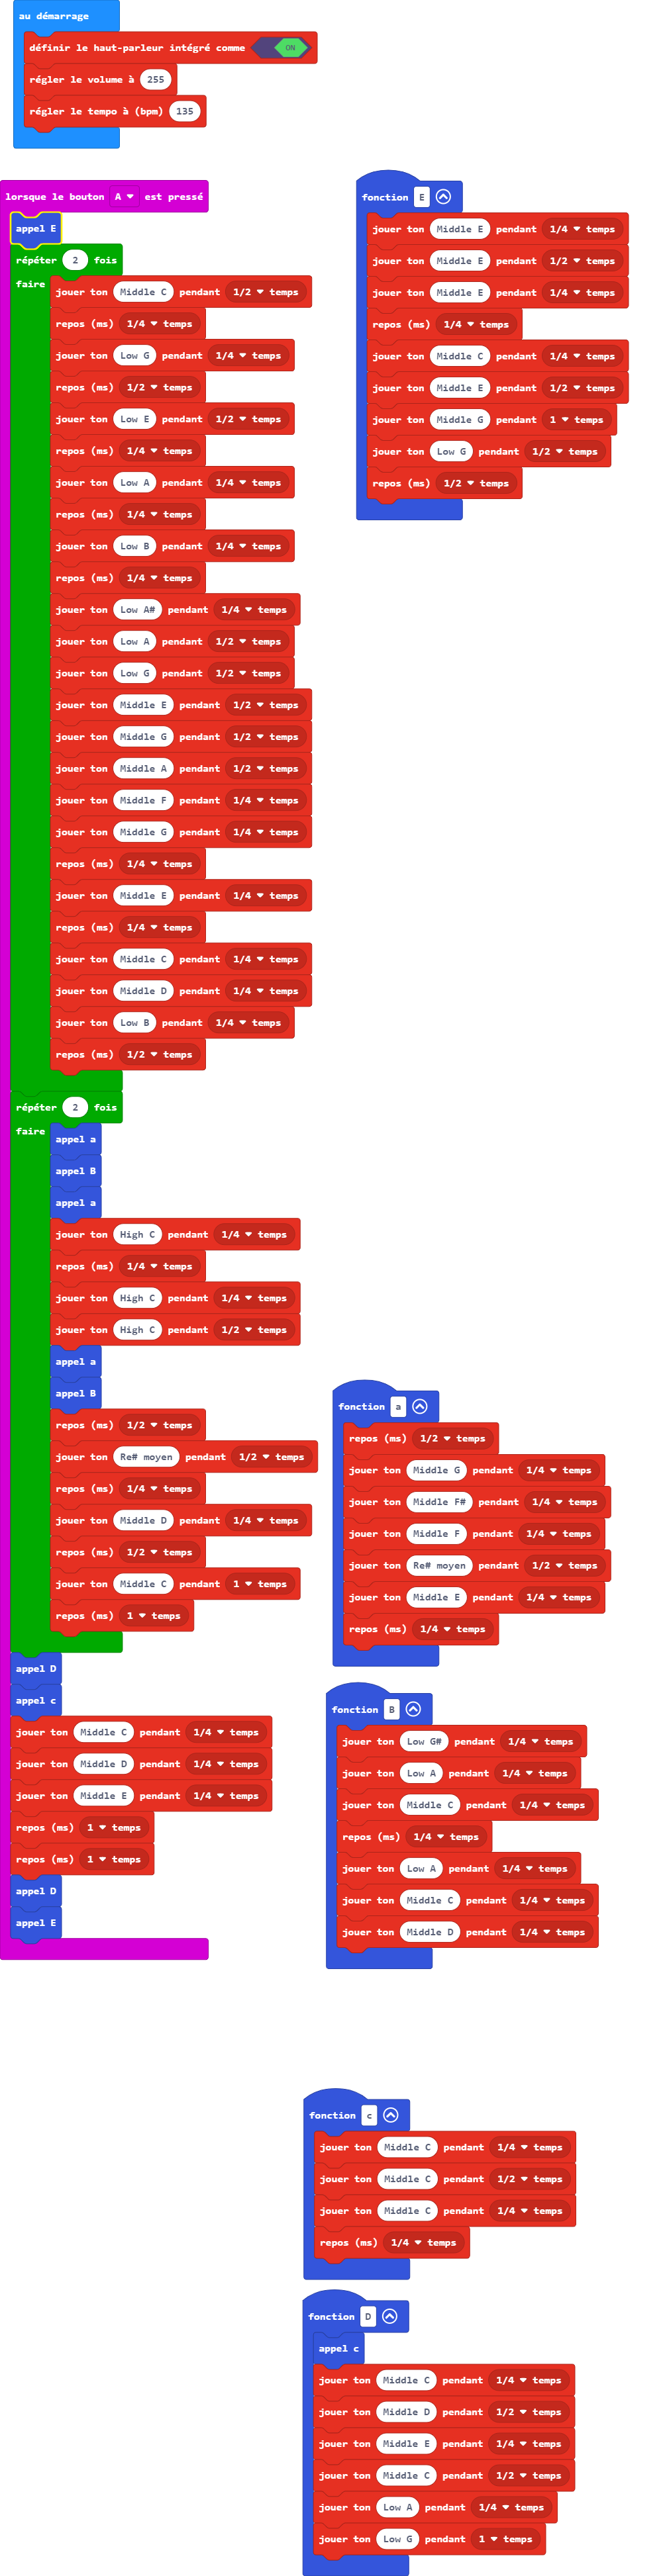 au démarrage
définir le haut-parleur intégré comme ON
régler le volume à 255
régler le tempo à (bpm) 135
lorsque le bouton A est pressé
appel E
répéter 2 fois
faire
jouer ton Middle C pendant 1/2 temps
repos (ms) 1/4 temps
jouer ton Low G pendant 1/4 temps
repos (ms) 1/2 temps
jouer ton Low E pendant 1/2 temps
repos (ms) 1/4 temps
jouer ton Low A pendant 1/4 temps
repos (ms) 1/4 temps
jouer ton Low B pendant 1/4 temps
repos (ms) 1/4 temps
jouer ton Low A# pendant 1/4 temps
jouer ton Low A pendant 1/2 temps
jouer ton Low G pendant 1/2 temps
jouer ton Middle E pendant 1/2 temps
jouer ton Middle G pendant 1/2 temps
jouer ton Middle A pendant 1/2 temps
jouer ton Middle F pendant 1/4 temps
jouer ton Middle G pendant 1/4 temps
repos (ms) 1/4 temps
jouer ton Middle E pendant 1/4 temps
repos (ms) 1/4 temps
jouer ton Middle C pendant 1/4 temps
jouer ton Middle D pendant 1/4 temps
jouer ton Low B pendant 1/4 temps
repos (ms) 1/2 temps
répéter 2 fois
faire
appel a
appel B
appel a
jouer ton High C pendant 1/4 temps
repos (ms) 1/4 temps
jouer ton High C pendant 1/4 temps
jouer ton High C pendant 1/2 temps
appel a
appel B
repos (ms) 1/2 temps
jouer ton Re# moyen pendant 1/2 temps
repos (ms) 1/4 temps
jouer ton Middle D pendant 1/4 temps
repos (ms) 1/2 temps
jouer ton Middle C pendant 1 temps
repos (ms) 1 temps
appel D
appel c
jouer ton Middle C pendant 1/4 temps
jouer ton Middle D pendant 1/4 temps
jouer ton Middle E pendant 1/4 temps
repos (ms) 1 temps
repos (ms) 1 temps
appel D
appel E
fonction E
jouer ton Middle E pendant 1/4 temps
jouer ton Middle E pendant 1/2 temps
jouer ton Middle E pendant 1/4 temps
repos (ms) 1/4 temps
jouer ton Middle C pendant 1/4 temps
jouer ton Middle E pendant 1/2 temps
jouer ton Middle G pendant 1 temps
jouer ton Low G pendant 1/2 temps
repos (ms) 1/2 temps
fonction a
repos (ms) 1/2 temps
jouer ton Middle G pendant 1/4 temps
jouer ton Middle F# pendant 1/4 temps
jouer ton Middle F pendant 1/4 temps
jouer ton Re# moyen pendant 1/2 temps
jouer ton Middle E pendant 1/4 temps
repos (ms) 1/4 temps
fonction B
jouer ton Low G# pendant 1/4 temps
jouer ton Low A pendant 1/4 temps
jouer ton Middle C pendant 1/4 temps
repos (ms) 1/4 temps
jouer ton Low A pendant 1/4 temps
jouer ton Middle C pendant 1/4 temps
jouer ton Middle D pendant 1/4 temps
fonction c
jouer ton Middle C pendant 1/4 temps
jouer ton Middle C pendant 1/2 temps
jouer ton Middle C pendant 1/4 temps
repos (ms) 1/4 temps
fonction D
appel c
jouer ton Middle C pendant 1/4 temps
jouer ton Middle D pendant 1/2 temps
jouer ton Middle E pendant 1/4 temps
jouer ton Middle C pendant 1/2 temps
jouer ton Low A pendant 1/4 temps
jouer ton Low G pendant 1 temps